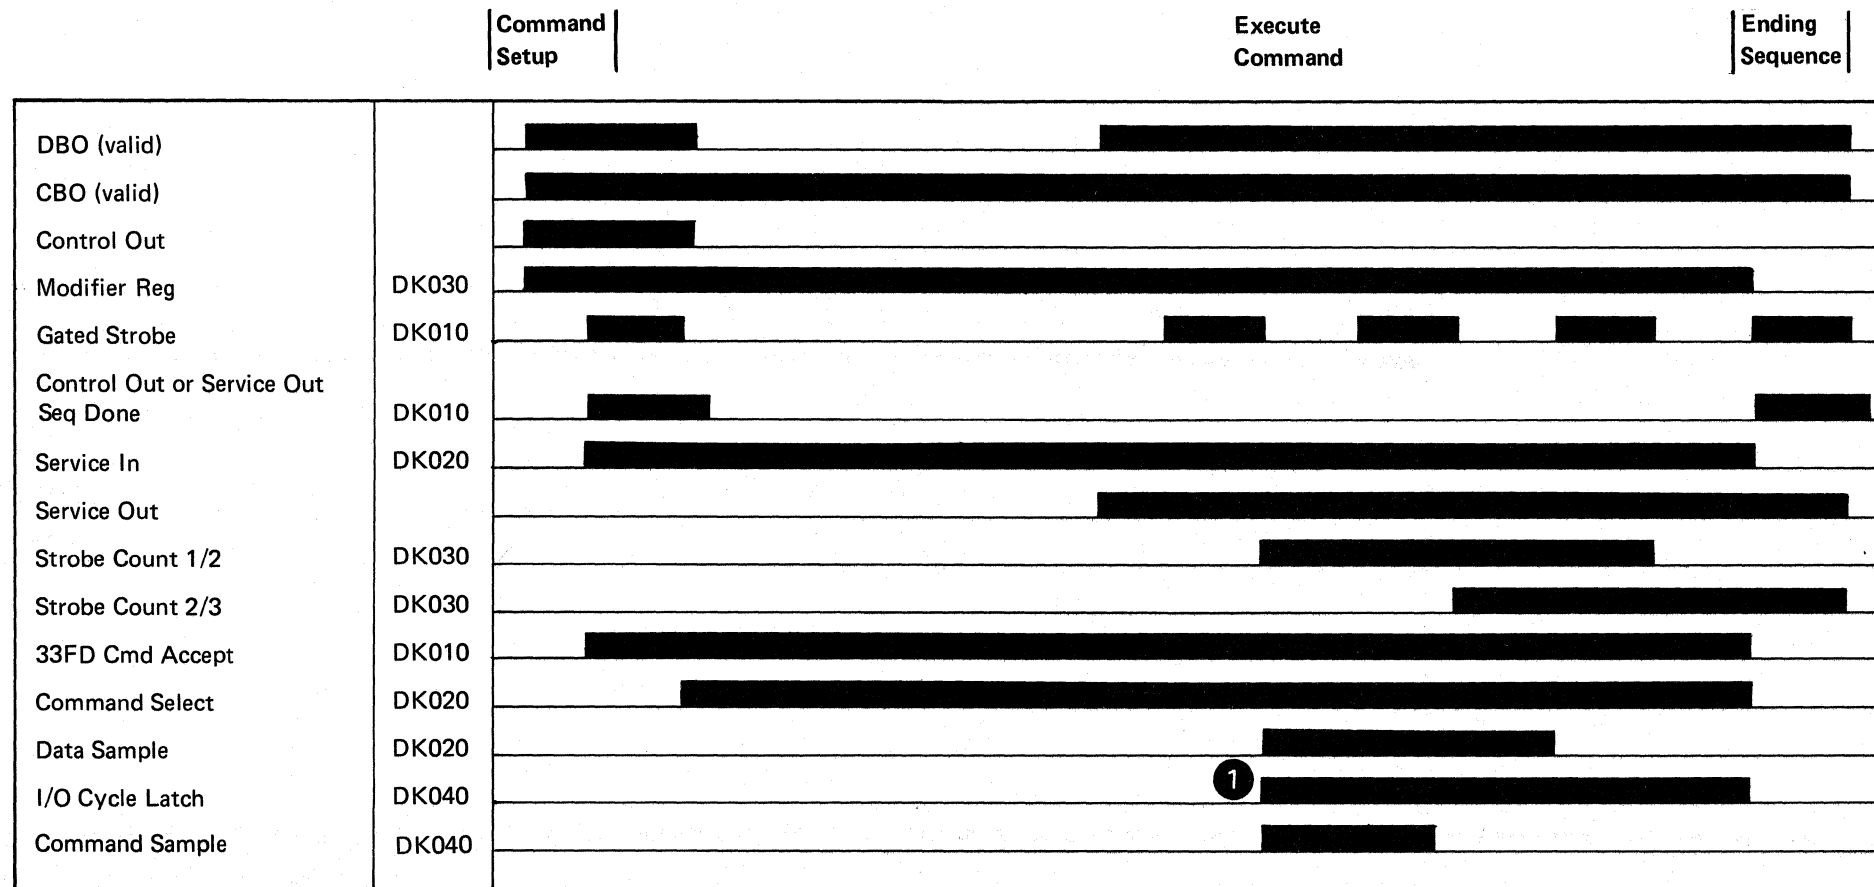 Command
Setup
Execute
Command
Ending
Sequence
DBO (valid)
CBO (valid)
Control Out
Modifier Reg DK030
Gated Strobe DK010
Control Out or Service Out
Seq Done DK010
Service In DK020
Service Out
Strobe Count 1/2 DK030
Strobe Count 2/3 DK030
33FD Cmd Accept DK010
Command Select DK020
Data Sample DK020
1
I/O Cycle Latch DK040
Command Sample DK040